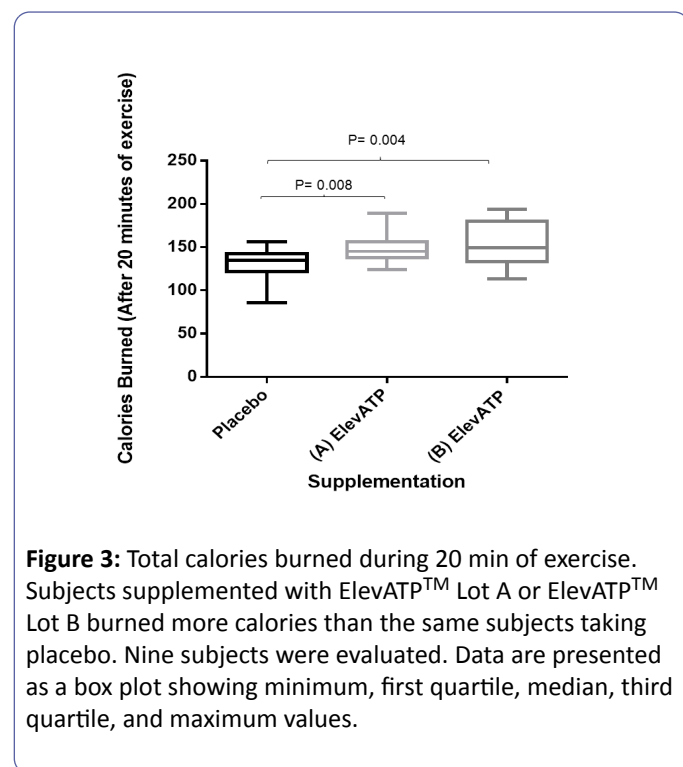 P= 0.004
P= 0.008
Calories Burned (After 20 minutes of exercise)
250
200
150
100
50
0
Placebo
(A) ElevATP
(B) ElevATP
Supplementation
Figure 3: Total calories burned during 20 min of exercise.
Subjects supplemented with ElevATP™ Lot A or ElevATP™
Lot B burned more calories than the same subjects taking
placebo. Nine subjects were evaluated. Data are presented
as a box plot showing minimum, first quartile, median, third
quartile, and maximum values.